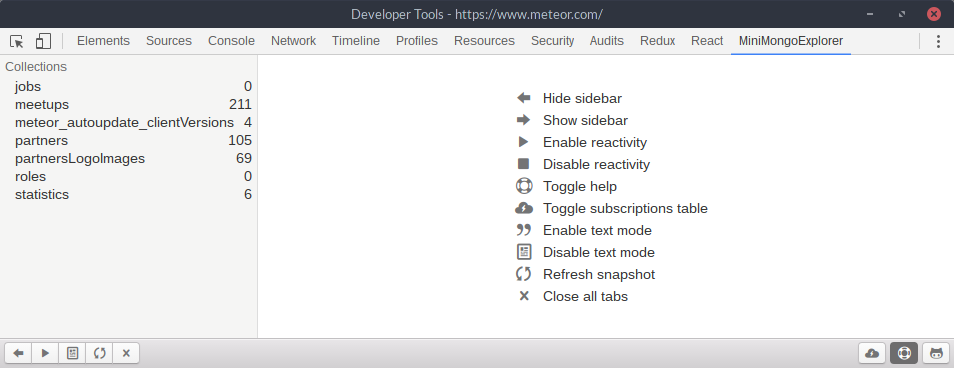 Developer Tools - https://www.meteor.com/
Elements Sources Console Network Timeline Profiles Resources Security Audits Redux React MiniMongoExplorer
Collections
jobs 0
meetups 211
meteor_autoupdate_clientVersions 4
partners 105
partnersLogoImages 69
roles 0
statistics 6
Hide sidebar
Show sidebar
Enable reactivity
Disable reactivity
Toggle help
Toggle subscriptions table
Enable text mode
Disable text mode
Refresh snapshot
Close all tabs